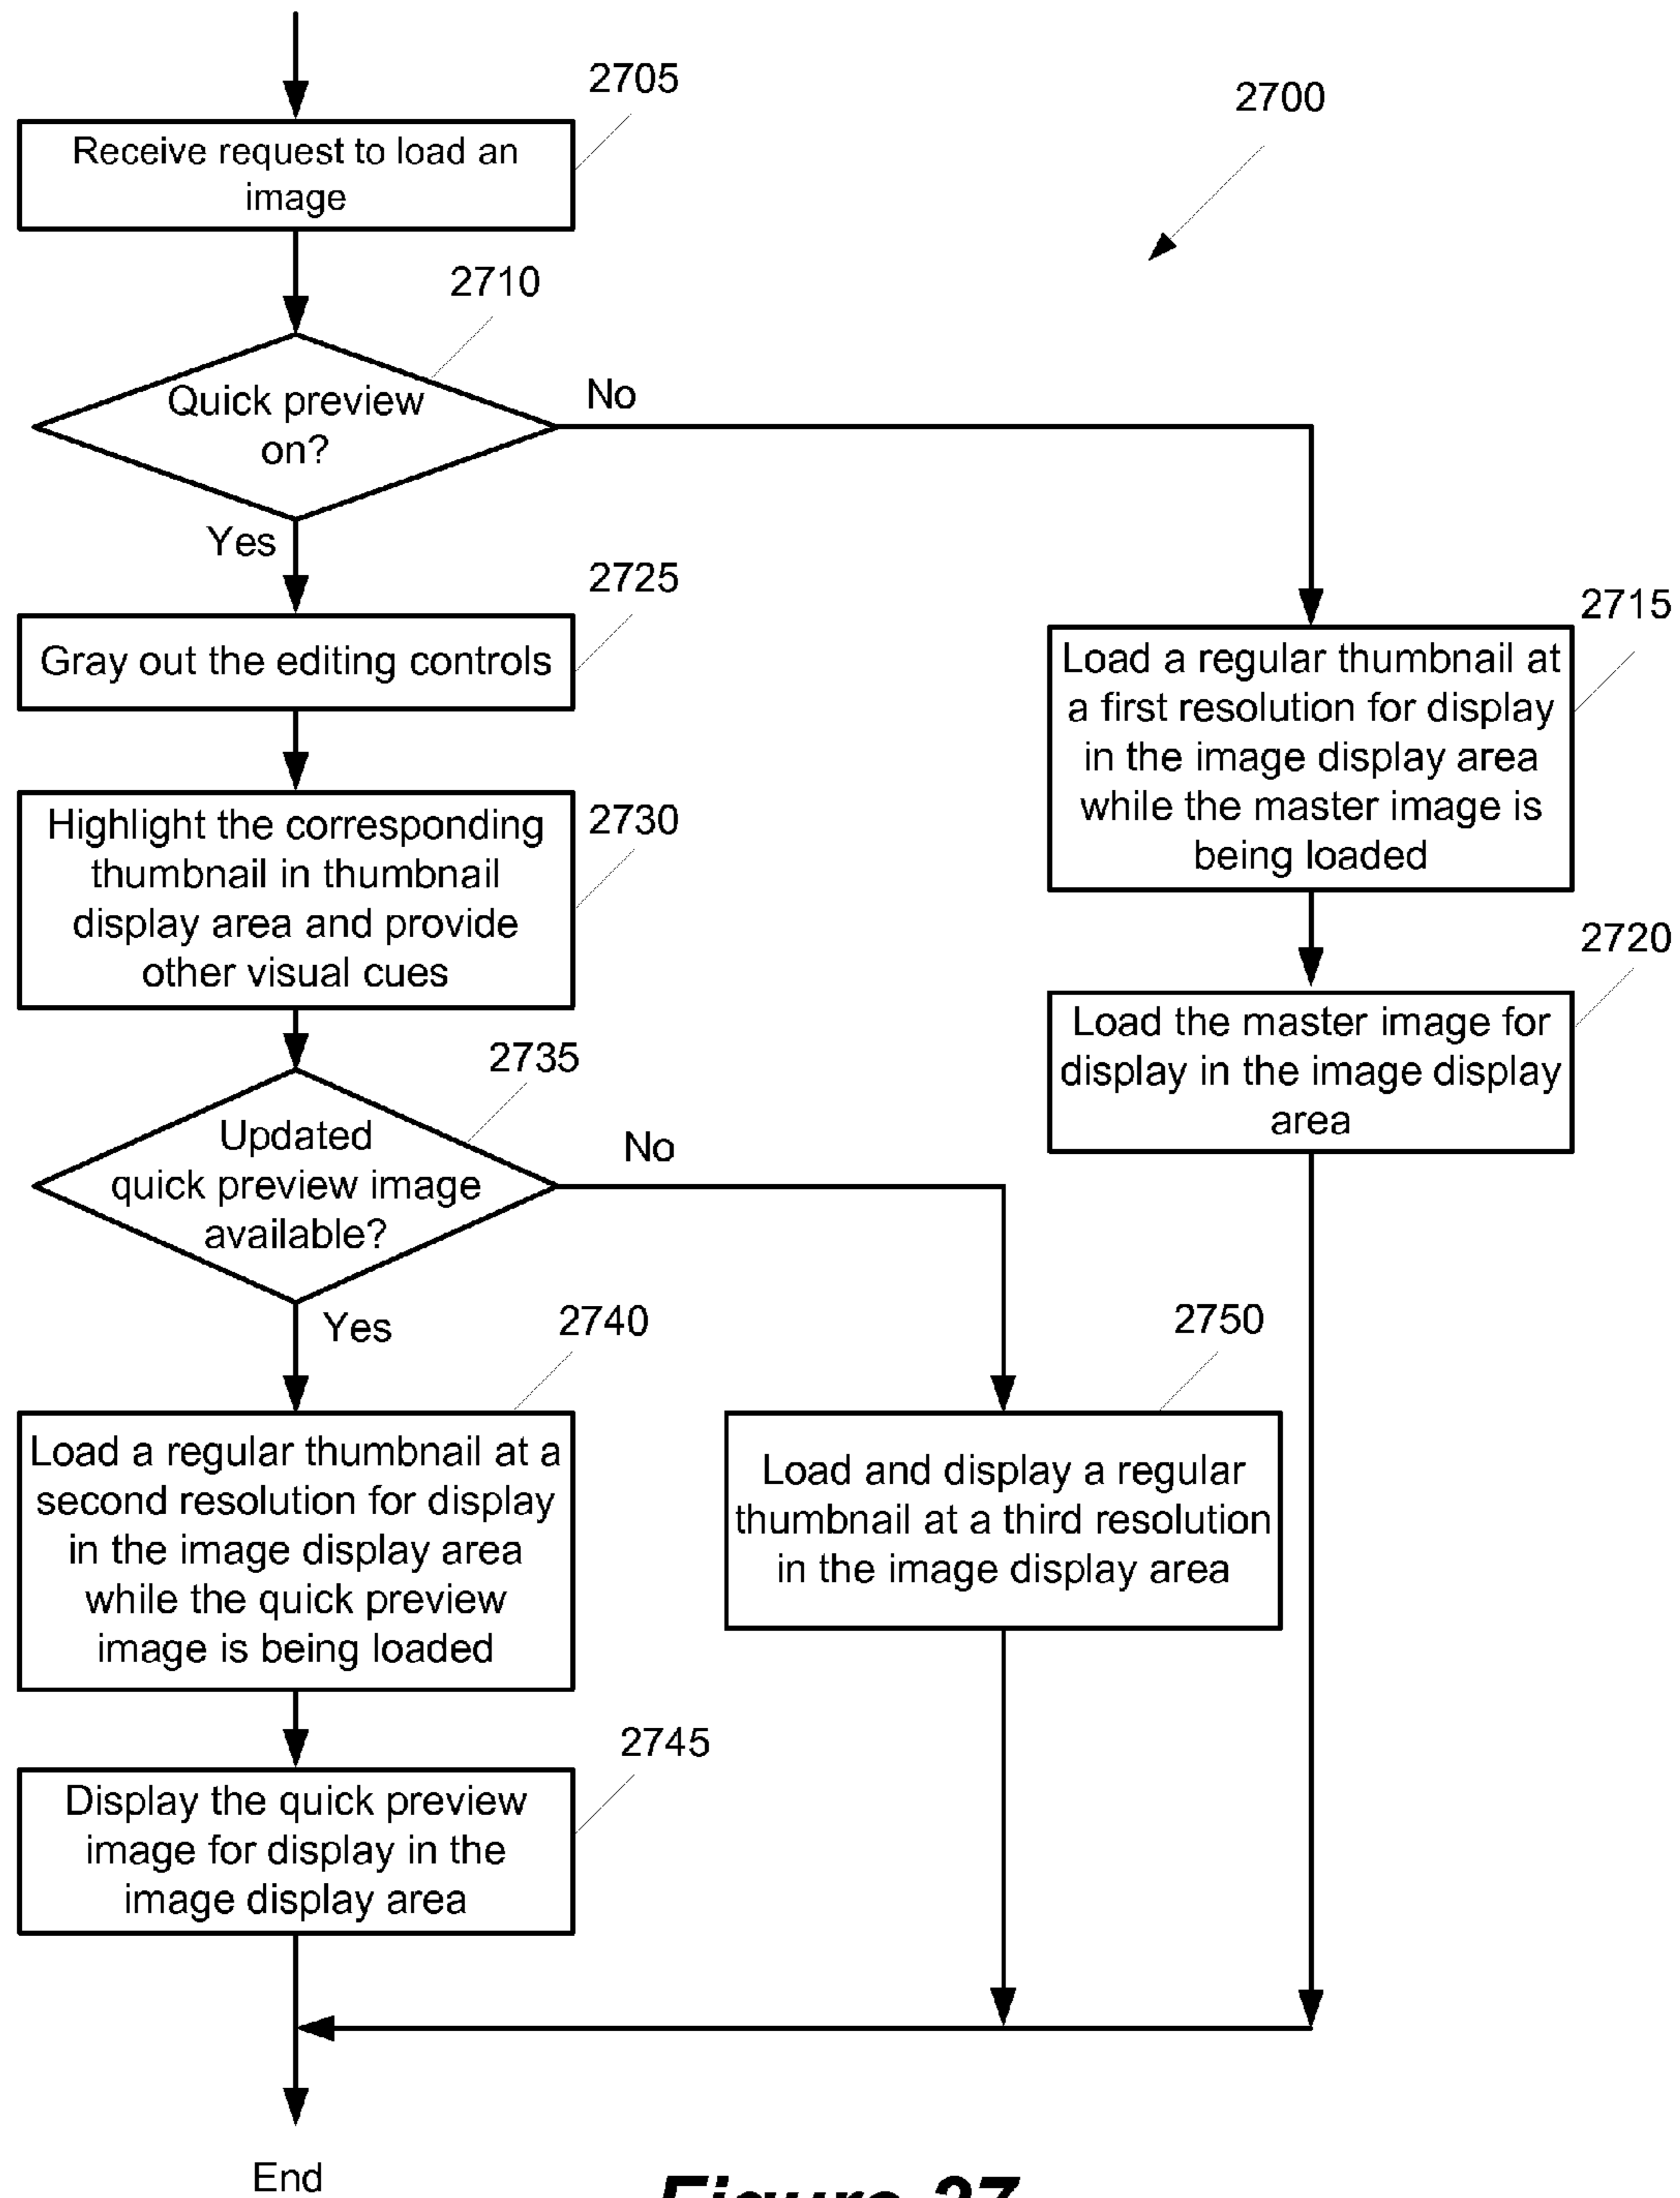 2705
2700
Receive request to load an
image
2710
Quick preview
on?
No
Yes
2725
Gray out the editing controls
2715
Load a regular thumbnail at
a first resolution for display
in the image display area
while the master image is
being loaded
2730
Highlight the corresponding
thumbnail in thumbnail
display area and provide
other visual cues
2720
Load the master image for
display in the image display
area
2735
Updated
quick preview image
available?
No
Yes
2740
Load a regular thumbnail at a
second resolution for display
in the image display area
while the quick preview
image is being loaded
2750
Load and display a regular
thumbnail at a third resolution
in the image display area
2745
Display the quick preview
image for display in the
image display area
End
Figure 27